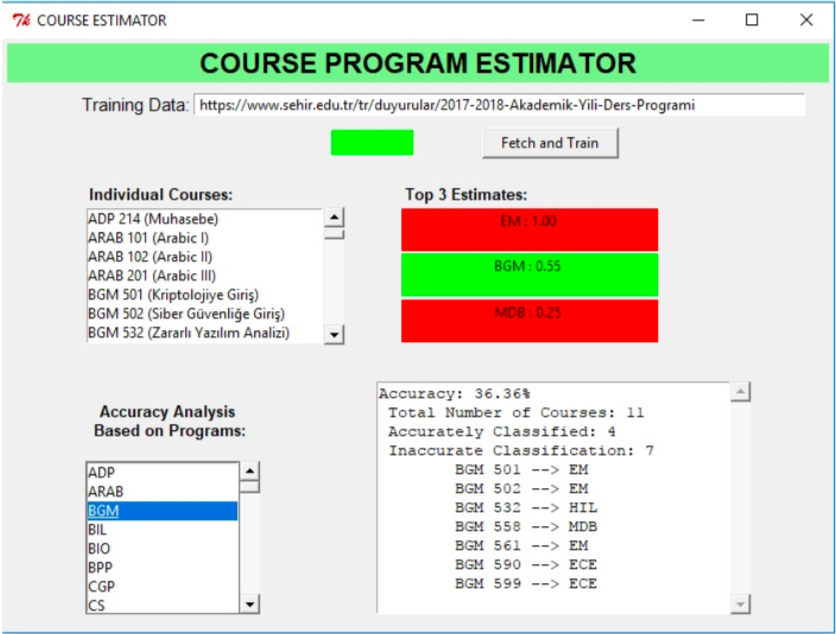 COURSE ESTIMATOR
COURSE PROGRAM ESTIMATOR
Training Data: https://www.sehir.edu.tr/tr/duyurular/2017-2018-Akademik-Yili-Ders-Programi
Fetch and Train
Individual Courses:
ADP 214 (Muhasebe)
ARAB 101 (Arabic I)
ARAB 102 (Arabic II)
ARAB 201 (Arabic III)
BGM 501 (Kriptolojiye Giriş)
BGM 502 (Siber Güvenliğe Giriş)
BGM 532 (Zararlı Yazılım Analizi)
Top 3 Estimates:
EM : 1.00
BGM : 0.55
MDB : 0.25
Accuracy Analysis
Based on Programs:
ADP
ARAB
BGM
BIL
BIO
BPP
CGP
CS
Accuracy: 36.36%
Total Number of Courses: 11
Accurately Classified: 4
Inaccurate Classification: 7
BGM 501 --> EM
BGM 502 --> EM
BGM 532 --> HIL
BGM 558 --> MDB
BGM 561 --> EM
BGM 590 --> ECE
BGM 599 --> ECE